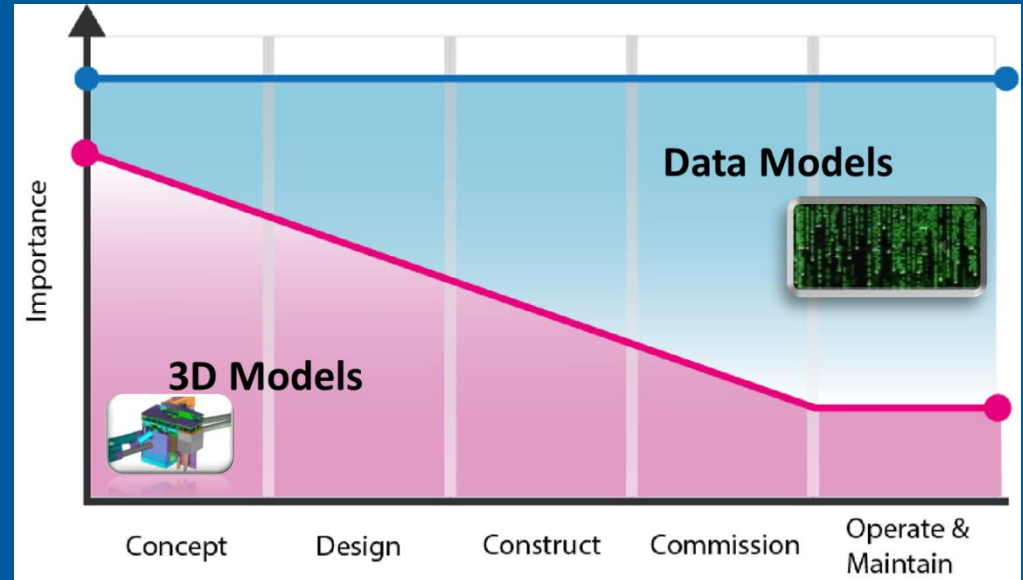 Importance
Data Models
3D Models
Concept
Design
Construct
Commission
Operate &
Maintain